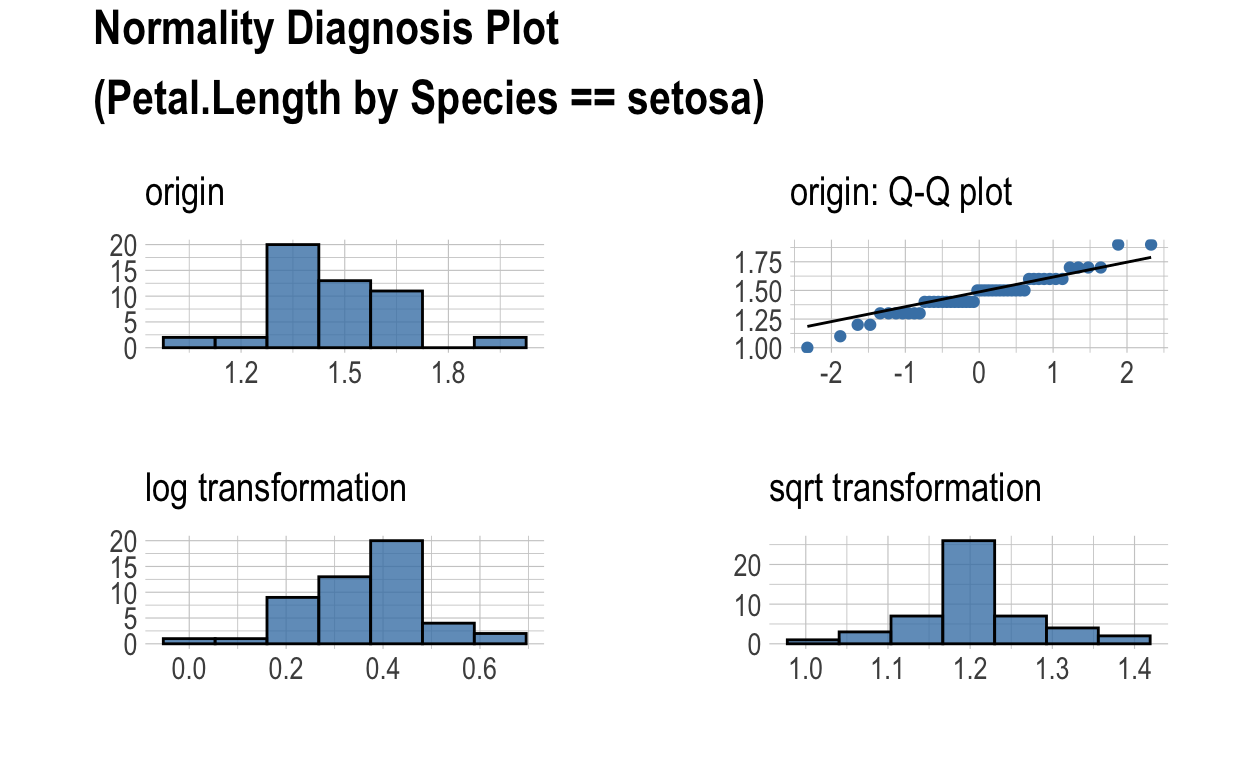 Normality Diagnosis Plot
(Petal.Length by Species == setosa)
origin
20
15
10
5
0
1.2 1.5 1.8
origin: Q-Q plot
1.75
1.50
1.25
1.00
-2 -1 0 1 2
log transformation
20
15
10
5
0
0.0 0.2 0.4 0.6
sqrt transformation
20
10
0
1.0 1.1 1.2 1.3 1.4